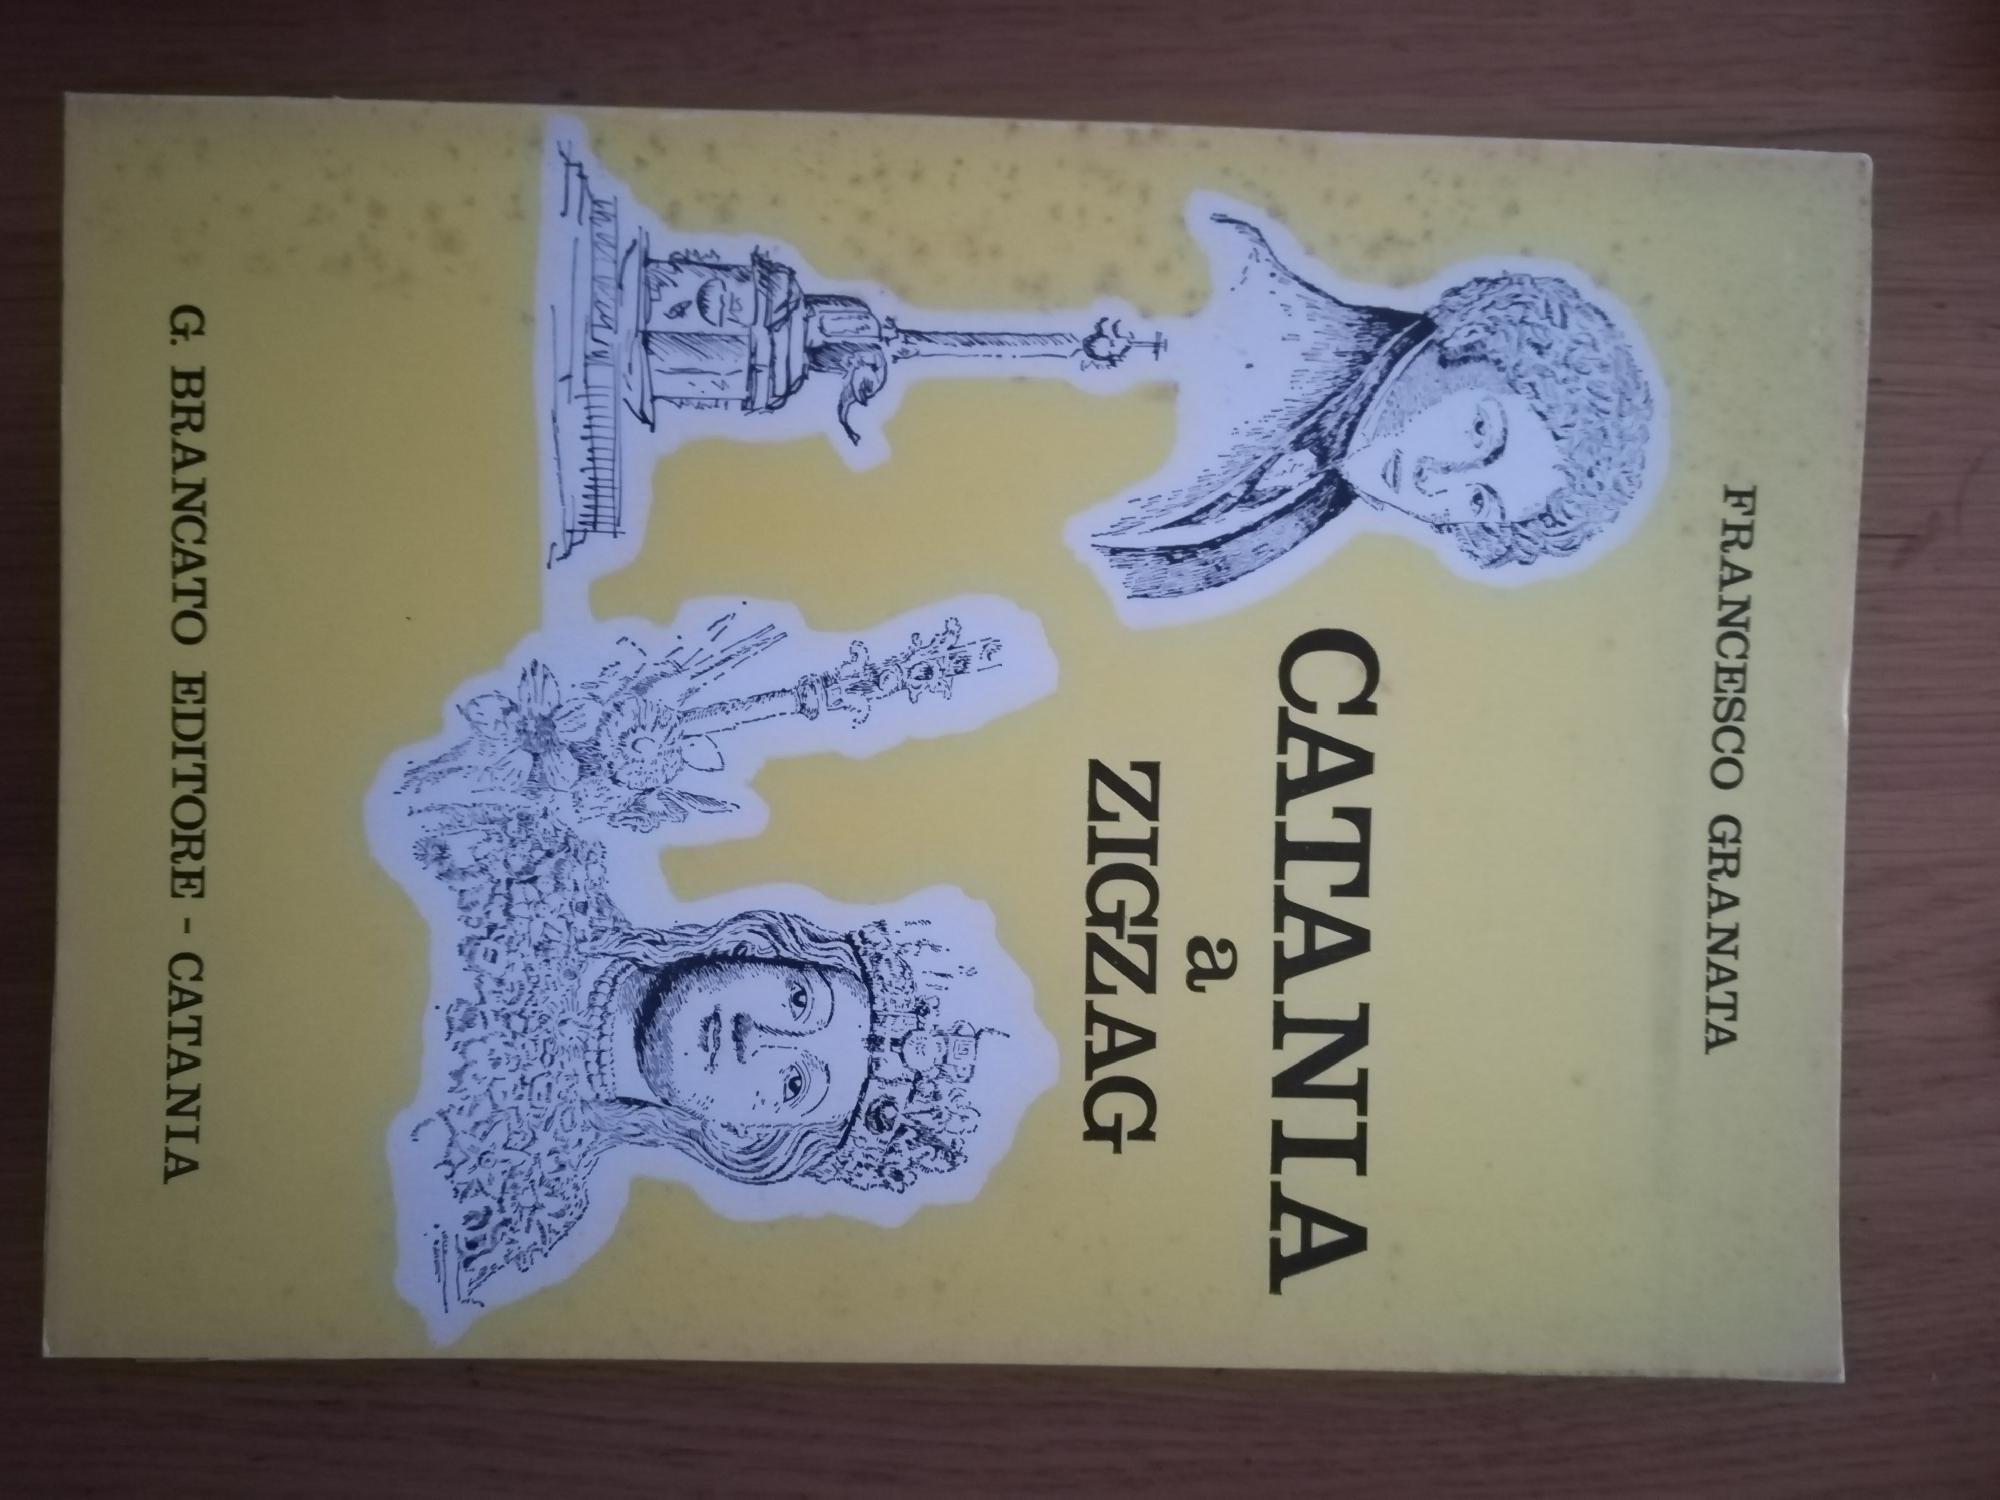 FRANCESCO GRANATA
CATANIA
a
ZIGZAG
G. BRANCATO EDITORE - CATANIA